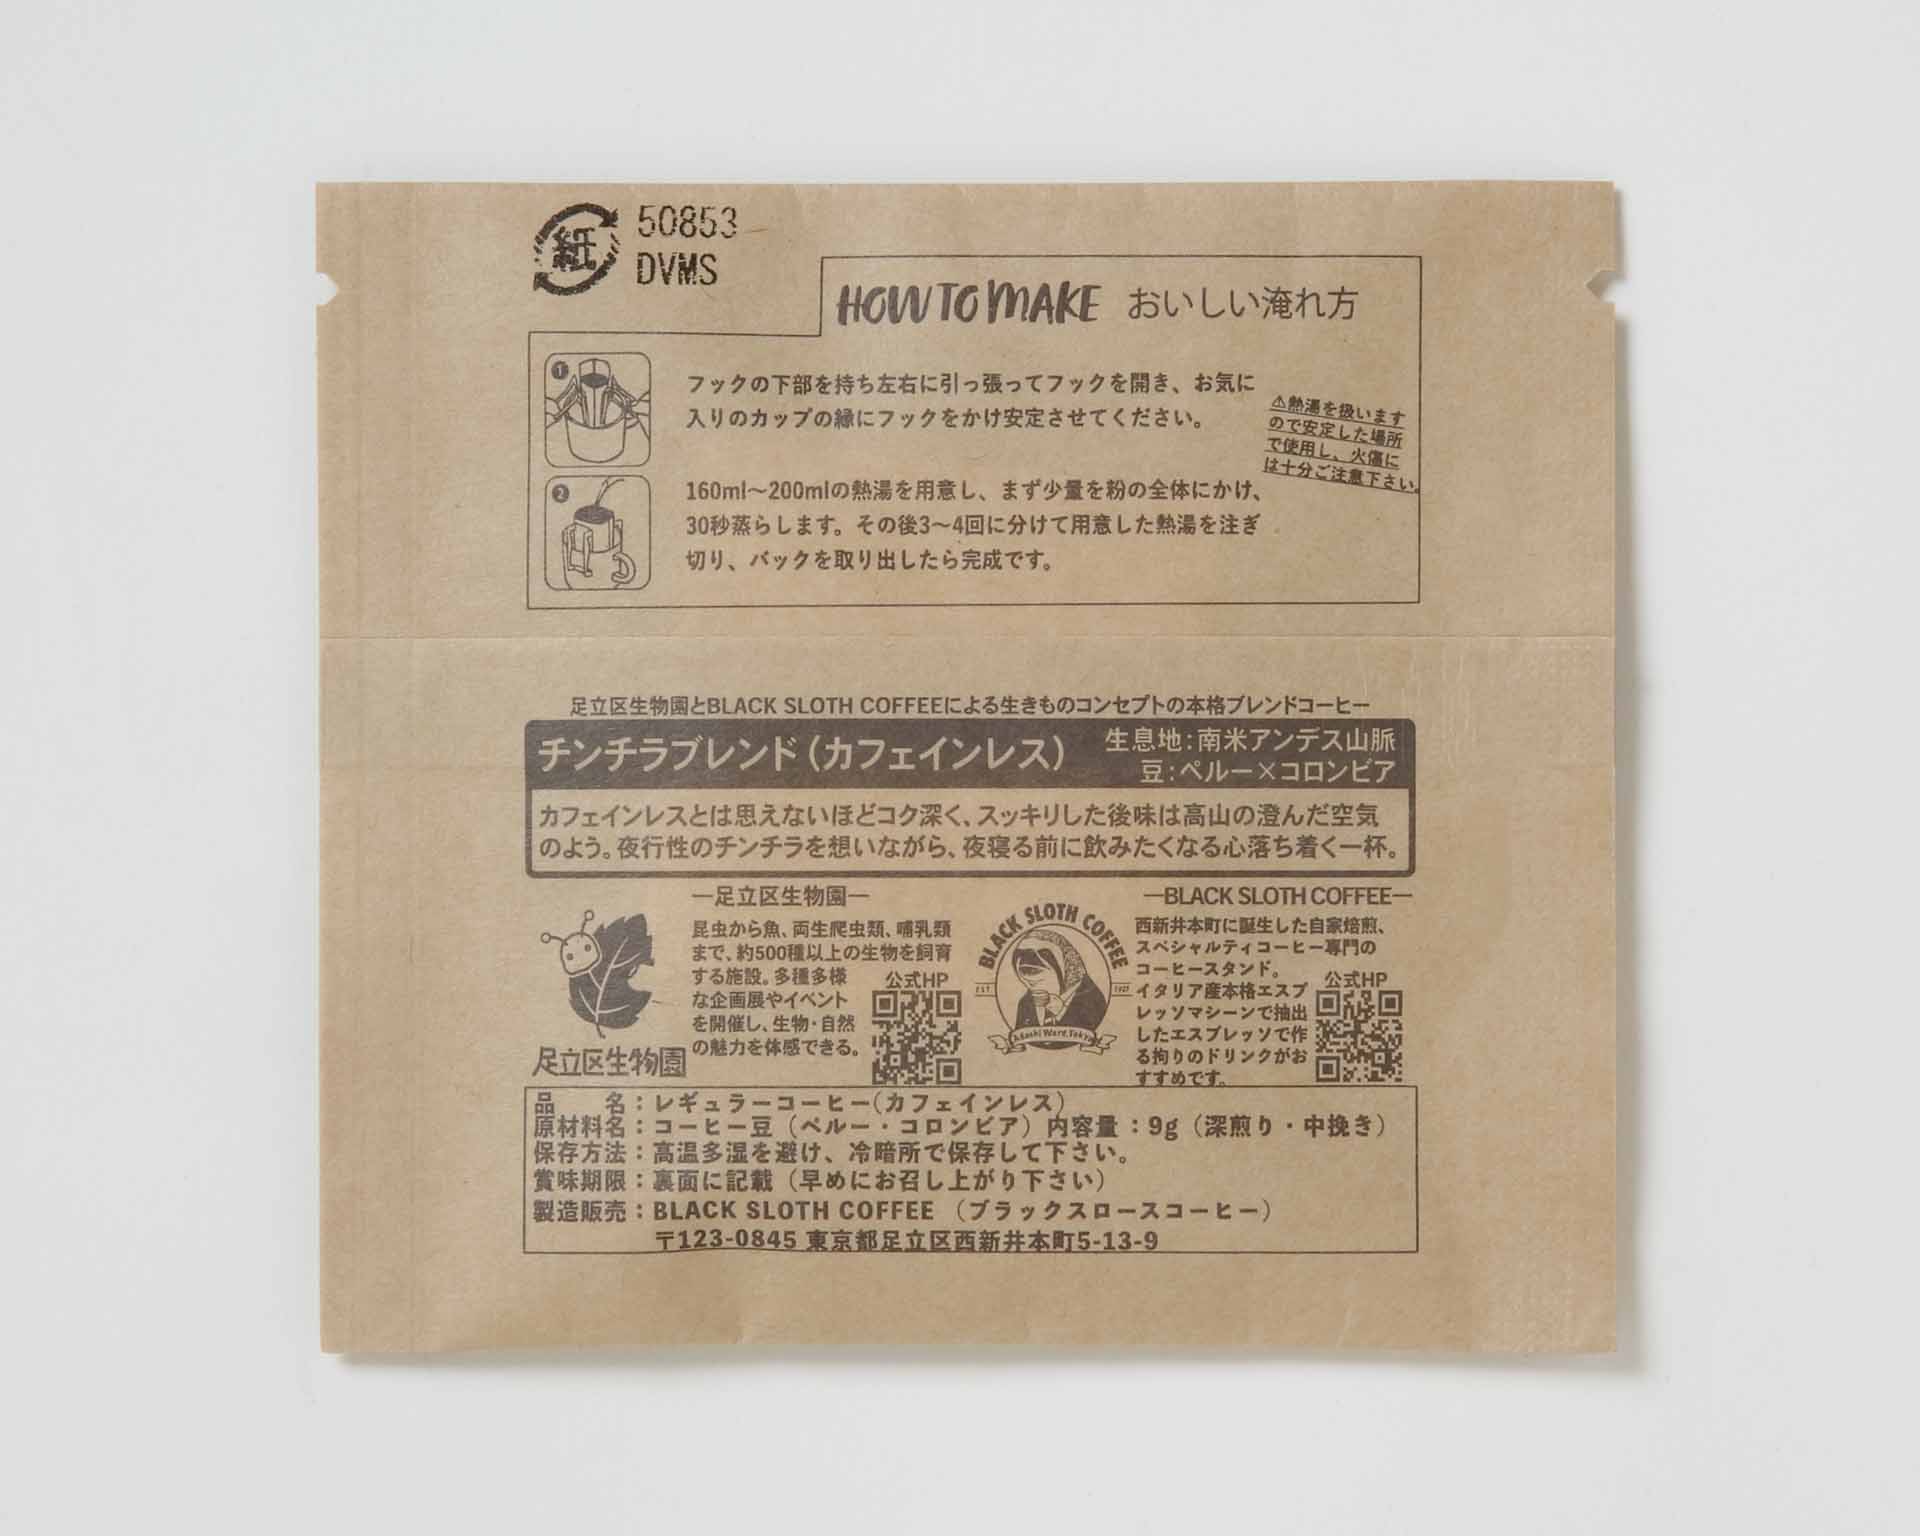 紙
50853
DVMS
HOW TO MAKE おいしい淹れ方
1
フックの下部を持ち左右に引っ張ってフックを開き、お気に
入りのカップの縁にフックをかけ安定させてください。
⚠熱湯を扱います
ので安定した場所
で使用し、火傷に
は十分ご注意下さい。
2
160ml〜200mlの熱湯を用意し、まず少量を粉の全体にかけ、
30秒蒸らします。その後3〜4回に分けて用意した熱湯を注ぎ
切り、バックを取り出したら完成です。
足立区生物園とBLACK SLOTH COFFEEによる生きものコンセプトの本格ブレンドコーヒー
チンチラブレンド（カフェインレス）
生息地：南米アンデス山脈
豆：ペルー×コロンビア
カフェインレスとは思えないほどコク深く、スッキリした後味は高山の澄んだ空気
のよう。夜行性のチンチラを想いながら、夜寝る前に飲みたくなる心落ち着く一杯。
足立区生物園
―足立区生物園―
昆虫から魚、両生爬虫類、哺乳類
まで、約500種以上の生物を飼育
する施設。多種多様
な企画展やイベント
を開催し、生物・自然
の魅力を体感できる。
公式HP
BLACK SLOTH COFFEE
EST
Adachi Ward, Tokyo
―BLACK SLOTH COFFEE―
西新井本町に誕生した自家焙煎、
スペシャルティコーヒー専門の
コーヒースタンド。
イタリア産本格エスプ
レッソマシーンで抽出
したエスプレッソで作
る拘りのドリンクがお
すすめです。
公式HP
品　　名：レギュラーコーヒー（カフェインレス）
原材料名：コーヒー豆（ペルー・コロンビア）内容量：9g（深煎り・中挽き）
保存方法：高温多湿を避け、冷暗所で保存して下さい。
賞味期限：裏面に記載（早めにお召し上がり下さい）
製造販売：BLACK SLOTH COFFEE （ブラックスロースコーヒー）
〒123-0845 東京都足立区西新井本町5-13-9